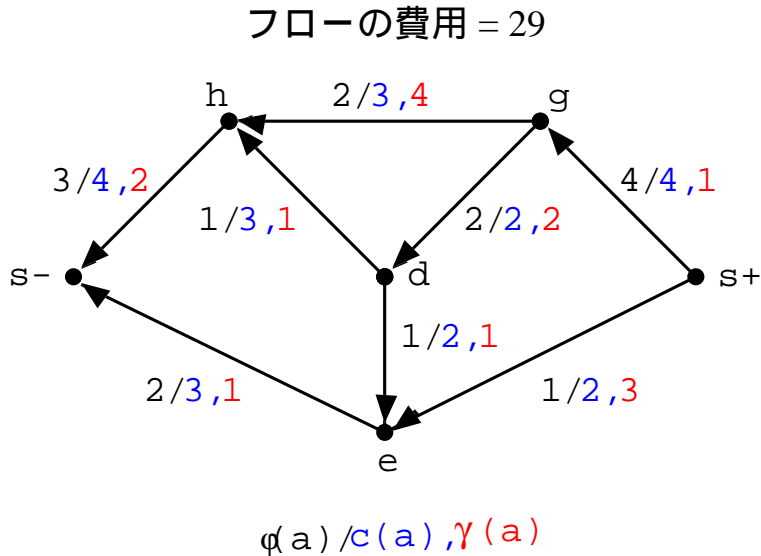 フローの費用 = 29
h
2/3,4
g
3/4,2
4/4,1
1/3,1
2/2,2
s-
d
s+
1/2,1
2/3,1
1/2,3
e
φ(a)/c(a),γ(a)